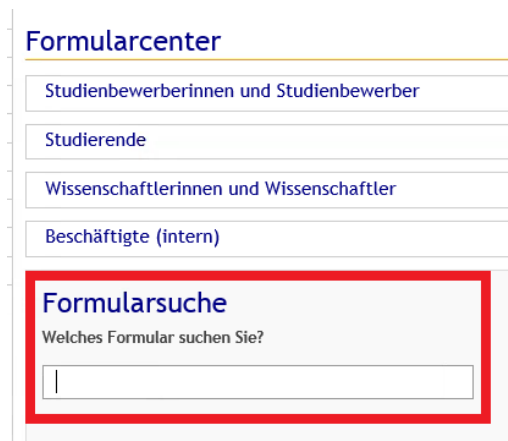 Formularcenter
Studienbewerberinnen und Studienbewerber
Studierende
Wissenschaftlerinnen und Wissenschaftler
Beschäftigte (intern)
Formularsuche
Welches Formular suchen Sie?